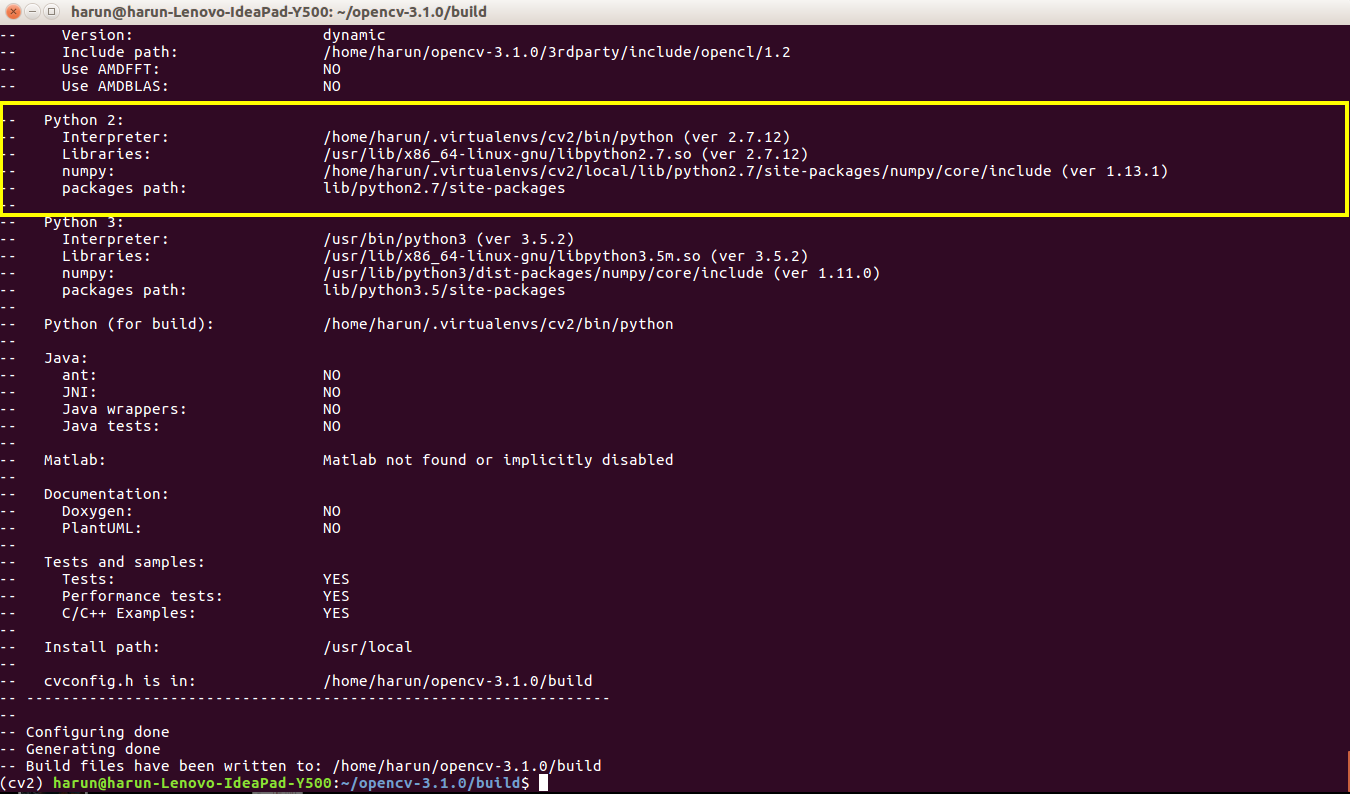 harun@harun-Lenovo-IdeaPad-Y500: ~/opencv-3.1.0/build
--     Version:                     dynamic
--     Include path:                /home/harun/opencv-3.1.0/3rdparty/include/opencl/1.2
--     Use AMDFFT:                  NO
--     Use AMDBLAS:                 NO
--   Python 2:
--     Interpreter:                 /home/harun/.virtualenvs/cv2/bin/python (ver 2.7.12)
--     Libraries:                   /usr/lib/x86_64-linux-gnu/libpython2.7.so (ver 2.7.12)
--     numpy:                       /home/harun/.virtualenvs/cv2/local/lib/python2.7/site-packages/numpy/core/include (ver 1.13.1)
--     packages path:               lib/python2.7/site-packages
--
--   Python 3:
--     Interpreter:                 /usr/bin/python3 (ver 3.5.2)
--     Libraries:                   /usr/lib/x86_64-linux-gnu/libpython3.5m.so (ver 3.5.2)
--     numpy:                       /usr/lib/python3/dist-packages/numpy/core/include (ver 1.11.0)
--     packages path:               lib/python3.5/site-packages
--
--   Python (for build):            /home/harun/.virtualenvs/cv2/bin/python
--
--   Java:
--     ant:                         NO
--     JNI:                         NO
--     Java wrappers:               NO
--     Java tests:                  NO
--
--   Matlab:                        Matlab not found or implicitly disabled
--
--   Documentation:
--     Doxygen:                     NO
--     PlantUML:                    NO
--
--   Tests and samples:
--     Tests:                       YES
--     Performance tests:           YES
--     C/C++ Examples:              YES
--
--   Install path:                  /usr/local
--
--   cvconfig.h is in:              /home/harun/opencv-3.1.0/build
-- -----------------------------------------------------------------
--
-- Configuring done
-- Generating done
-- Build files have been written to: /home/harun/opencv-3.1.0/build
(cv2) harun@harun-Lenovo-IdeaPad-Y500:~/opencv-3.1.0/build$